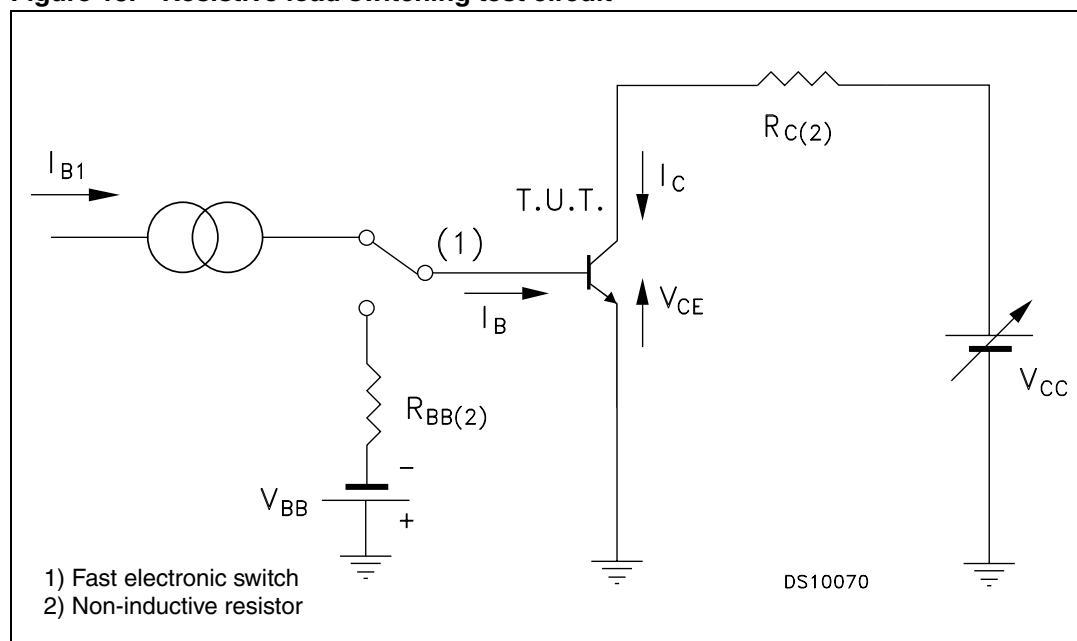 I_B1
R_C(2)
I_C
T.U.T.
(1)
I_B
V_CE
R_BB(2)
V_CC
−
V_BB
+
1) Fast electronic switch
2) Non-inductive resistor
DS10070